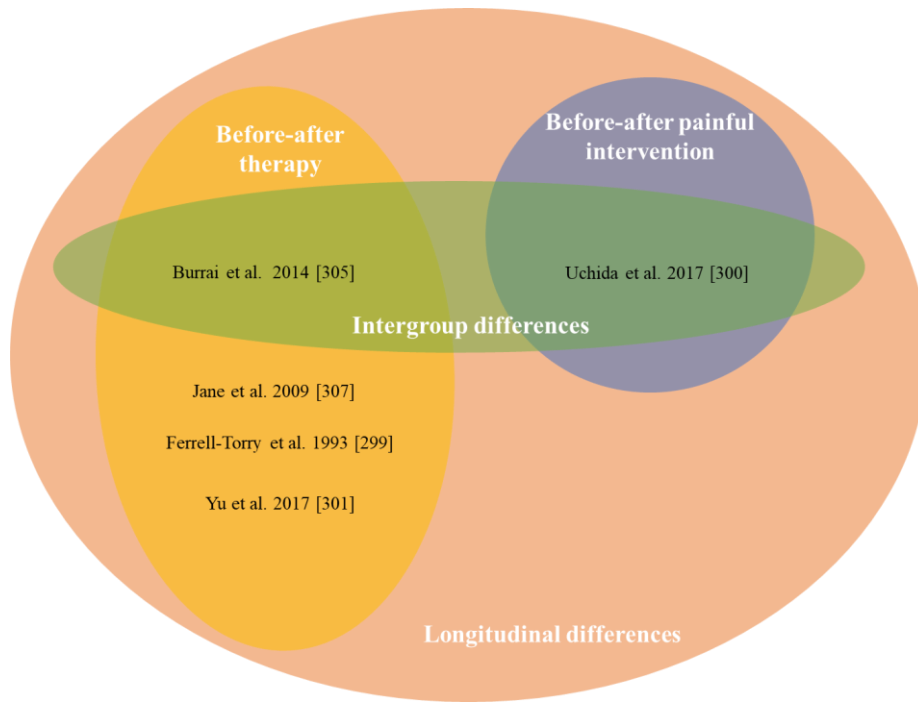 Before-after
therapy
Before-after painful
intervention
Burrai et al. 2014 [305]
Uchida et al. 2017 [300]
Intergroup differences
Jane et al. 2009 [307]
Ferrell-Torry et al. 1993 [299]
Yu et al. 2017 [301]
Longitudinal differences